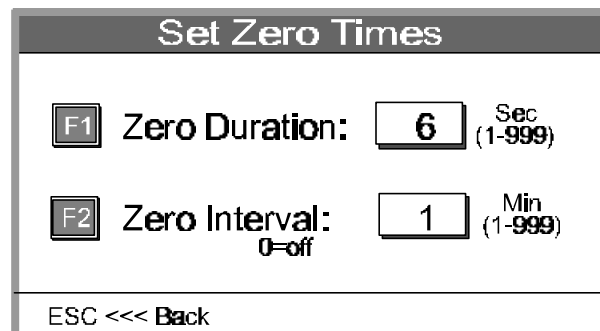 Set Zero Times
F1 Zero Duration: 6 Sec
(1-999)
F2 Zero Interval: 1 Min
0=off (1-999)
ESC <<< Back